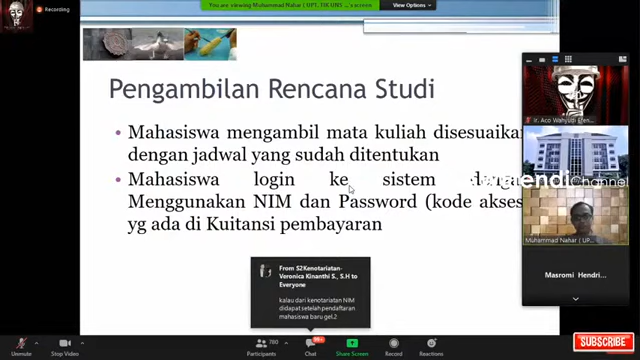 Recording
You are viewing Muhammad Nahar ( UPT. TIK UNS ...'s screen
View Options
Pengambilan Rencana Studi
• Mahasiswa mengambil mata kuliah disesuaikan
dengan jadwal yang sudah ditentukan
• Mahasiswa login ke sistem
Menggunakan NIM dan Password (kode akses
yg ada di Kuitansi pembayaran
Channel
Muhammad Nahar ( UP...
Masromi Hendri...
From S2Kenotariatan-
Veronica Kinanthi S., S.H to
Everyone
kalau dari kenotariatan NIM
didapat setelah pendaftaran
mahasiswa baru gel.2
Unmute
Stop Video
780
Participants
99+
Chat
Share Screen
Record
Reactions
SUBSCRIBE